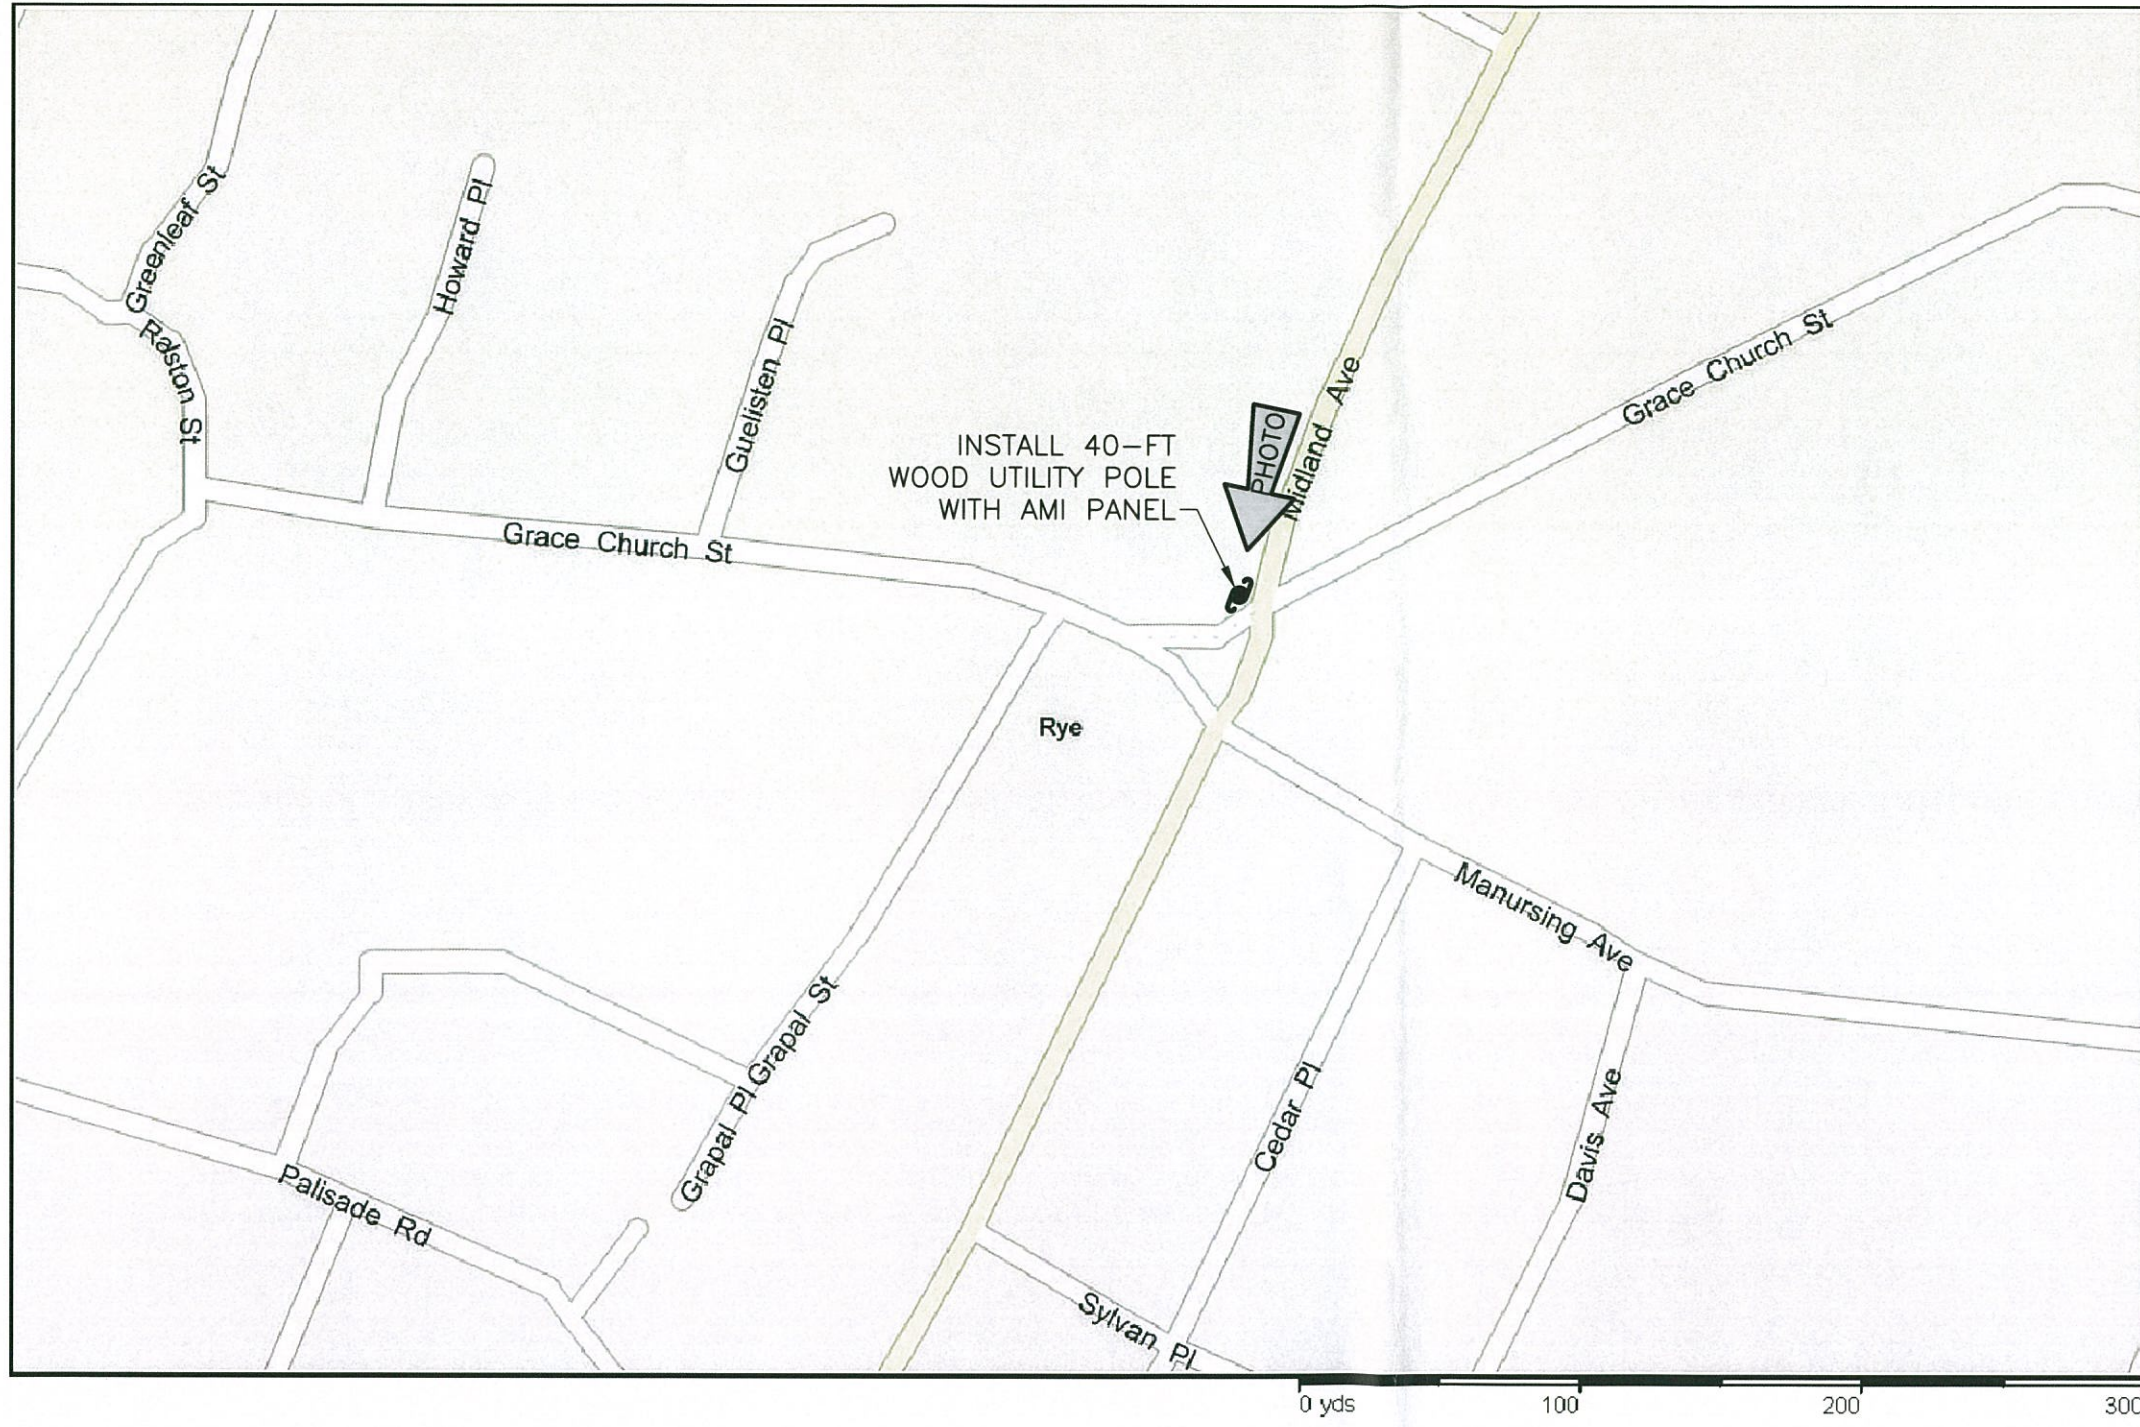 Greenleaf St
Ralston St
Howard Pl
Guelisten Pl
Grace Church St
INSTALL 40-FT
WOOD UTILITY POLE
WITH AMI PANEL
PHOTO
Midland Ave
Grace Church St
Rye
Manursing Ave
Grapal St
Grapal Pl
Cedar Pl
Davis Ave
Palisade Rd
Sylvan Pl
0 yds 100 200 300